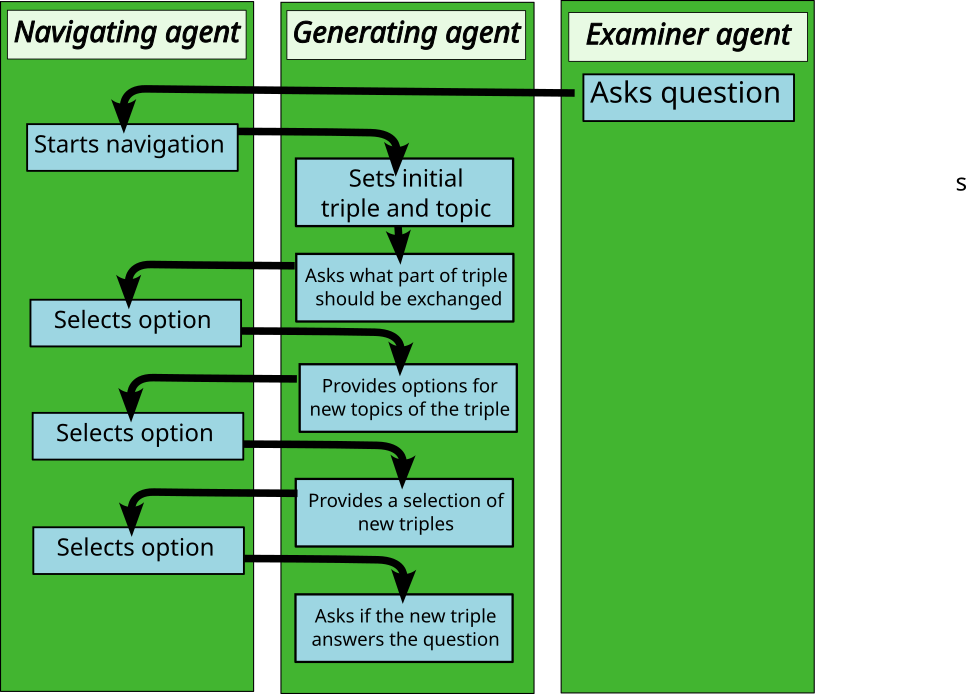 Navigating agent
Generating agent
Examiner agent
Asks question
Starts navigation
Sets initial
triple and topic
s
Asks what part of triple
should be exchanged
Selects option
Provides options for
new topics of the triple
Selects option
Provides a selection of
new triples
Selects option
Asks if the new triple
answers the question